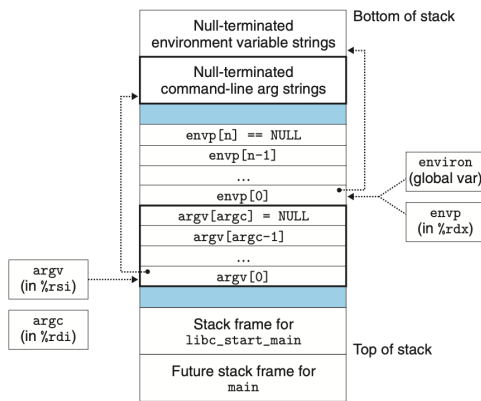 Bottom of stack
Null-terminated
environment variable strings
Null-terminated
command-line arg strings
envp[n] == NULL
envp[n-1]
...
envp[0]
environ
(global var)
envp
(in %rdx)
argv[argc] = NULL
argv[argc-1]
...
argv[0]
argv
(in %rsi)
argc
(in %rdi)
Stack frame for
libc_start_main
Top of stack
Future stack frame for
main